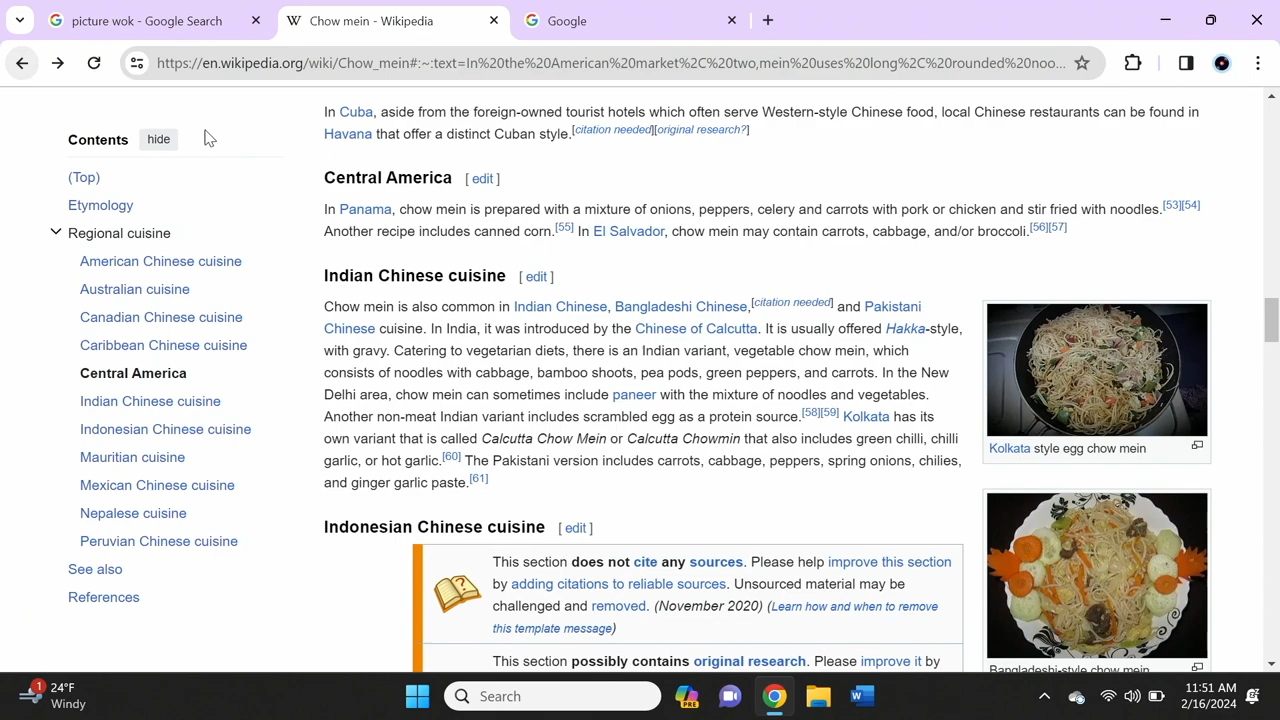 picture wok - Google Search
Chow mein - Wikipedia
Google
https://en.wikipedia.org/wiki/Chow_mein#:~:text=In%20the%20American%20market%2C%20two,mein%20uses%20long%2C%20rounded%20noo...
Contents hide
(Top)
Etymology
Regional cuisine
American Chinese cuisine
Australian cuisine
Canadian Chinese cuisine
Caribbean Chinese cuisine
Central America
Indian Chinese cuisine
Indonesian Chinese cuisine
Mauritian cuisine
Mexican Chinese cuisine
Nepalese cuisine
Peruvian Chinese cuisine
See also
References
In Cuba, aside from the foreign-owned tourist hotels which often serve Western-style Chinese food, local Chinese restaurants can be found in
Havana that offer a distinct Cuban style.[citation needed][original research?]
Central America [ edit ]
In Panama, chow mein is prepared with a mixture of onions, peppers, celery and carrots with pork or chicken and stir fried with noodles.[53][54]
Another recipe includes canned corn.[55] In El Salvador, chow mein may contain carrots, cabbage, and/or broccoli.[56][57]
Indian Chinese cuisine [ edit ]
Chow mein is also common in Indian Chinese, Bangladeshi Chinese,[citation needed] and Pakistani
Chinese cuisine. In India, it was introduced by the Chinese of Calcutta. It is usually offered Hakka-style,
with gravy. Catering to vegetarian diets, there is an Indian variant, vegetable chow mein, which
consists of noodles with cabbage, bamboo shoots, pea pods, green peppers, and carrots. In the New
Delhi area, chow mein can sometimes include paneer with the mixture of noodles and vegetables.
Another non-meat Indian variant includes scrambled egg as a protein source.[58][59] Kolkata has its
own variant that is called Calcutta Chow Mein or Calcutta Chowmin that also includes green chilli, chilli
garlic, or hot garlic.[60] The Pakistani version includes carrots, cabbage, peppers, spring onions, chilies,
and ginger garlic paste.[61]
Kolkata style egg chow mein
Indonesian Chinese cuisine [ edit ]
This section does not cite any sources. Please help improve this section
by adding citations to reliable sources. Unsourced material may be
challenged and removed. (November 2020) (Learn how and when to remove
this template message)
This section possibly contains original research. Please improve it by
Bangladeshi-style chow mein
1
24°F
Windy
Search
PRE
11:51 AM
2/16/2024